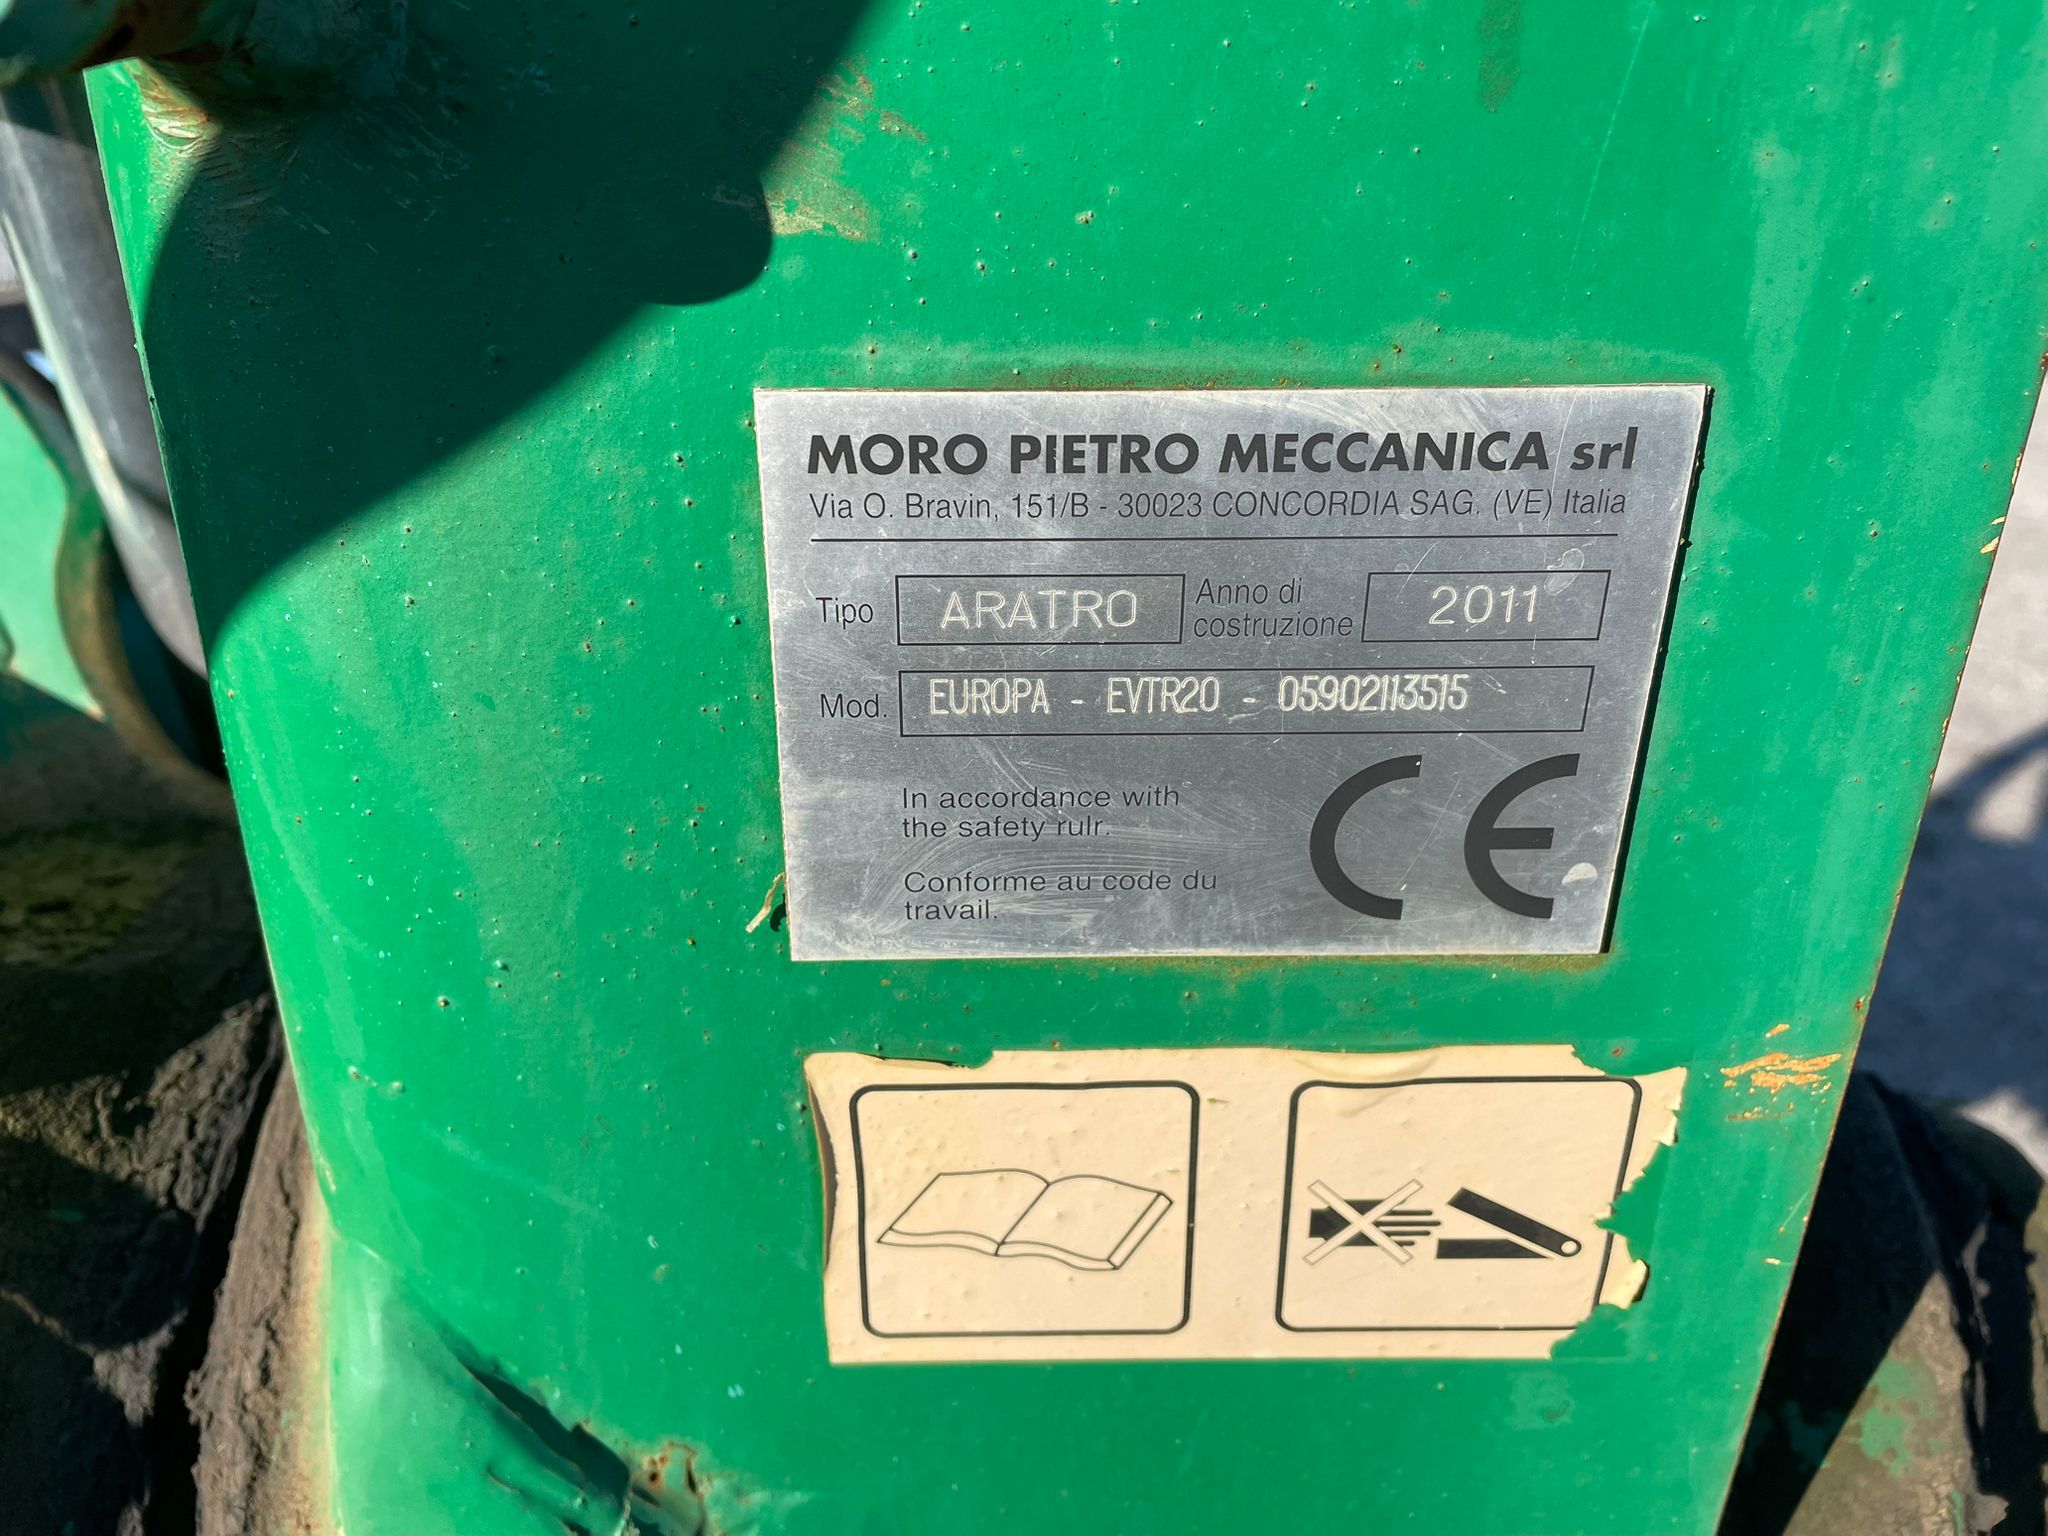 MORO PIETRO MECCANICA srl
Via O. Bravin, 151/B - 30023 CONCORDIA SAG. (VE) Italia
Tipo ARATRO Anno di costruzione 2011
Mod. EUROPA - EVTR20 - 05902113515
In accordance with
the safety rulr.
Conforme au code du
travail.
CE